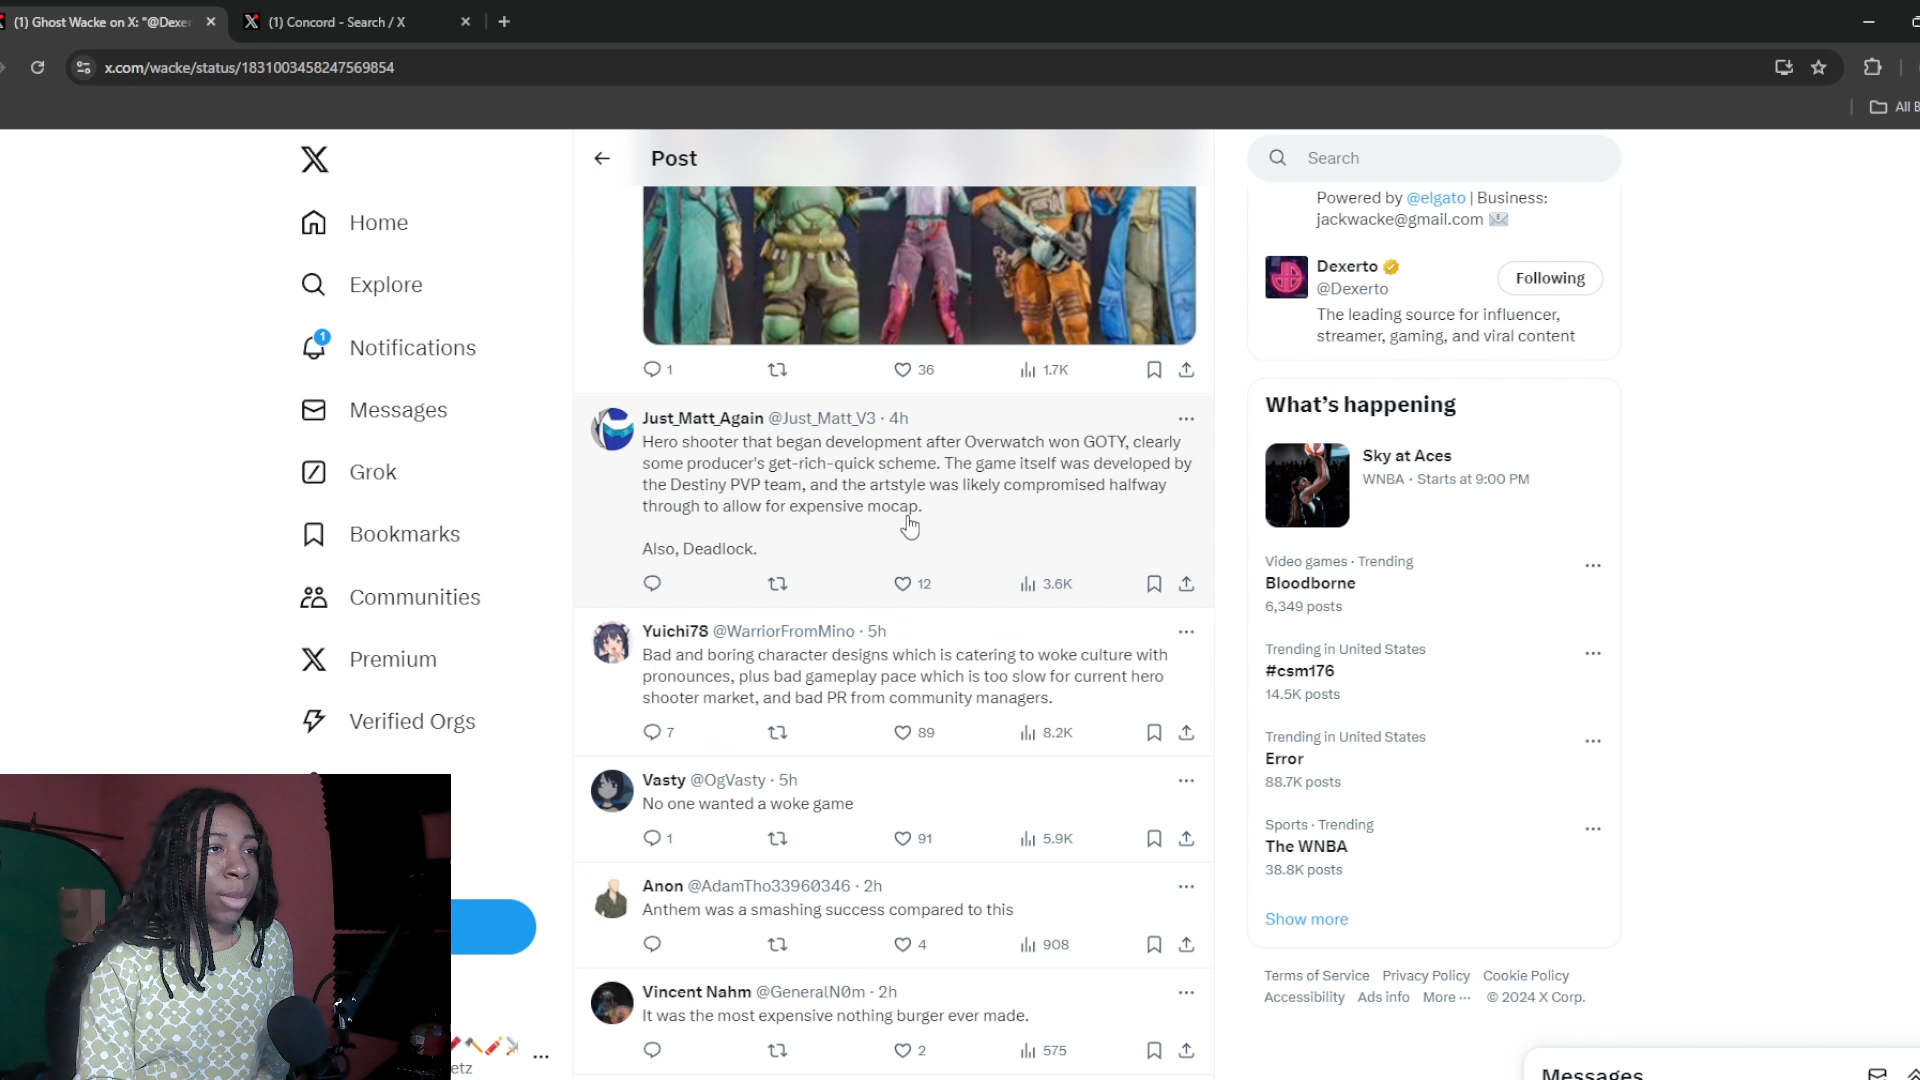 (1) Ghost Wacke on X: "@Dexer
(1) Concord - Search / X
x.com/wacke/status/1831003458247569854
All B
Home
Explore
1
Notifications
Messages
Grok
Bookmarks
Communities
Premium
Verified Orgs
etz
Post
1
36
1.7K
Just_Matt_Again @Just_Matt_V3 · 4h
Hero shooter that began development after Overwatch won GOTY, clearly
some producer's get-rich-quick scheme. The game itself was developed by
the Destiny PVP team, and the artstyle was likely compromised halfway
through to allow for expensive mocap.
Also, Deadlock.
12
3.6K
Yuichi78 @WarriorFromMino · 5h
Bad and boring character designs which is catering to woke culture with
pronounces, plus bad gameplay pace which is too slow for current hero
shooter market, and bad PR from community managers.
7
89
8.2K
Vasty @OgVasty · 5h
No one wanted a woke game
1
91
5.9K
Anon @AdamTho33960346 · 2h
Anthem was a smashing success compared to this
4
908
Vincent Nahm @GeneralN0m · 2h
It was the most expensive nothing burger ever made.
2
575
Search
Powered by @elgato | Business:
jackwacke@gmail.com
Dexerto
@Dexerto
Following
The leading source for influencer,
streamer, gaming, and viral content
What's happening
Sky at Aces
WNBA · Starts at 9:00 PM
Video games · Trending
Bloodborne
6,349 posts
Trending in United States
#csm176
14.5K posts
Trending in United States
Error
88.7K posts
Sports · Trending
The WNBA
38.8K posts
Show more
Terms of Service Privacy Policy Cookie Policy
Accessibility Ads info More ··· © 2024 X Corp.
Messages